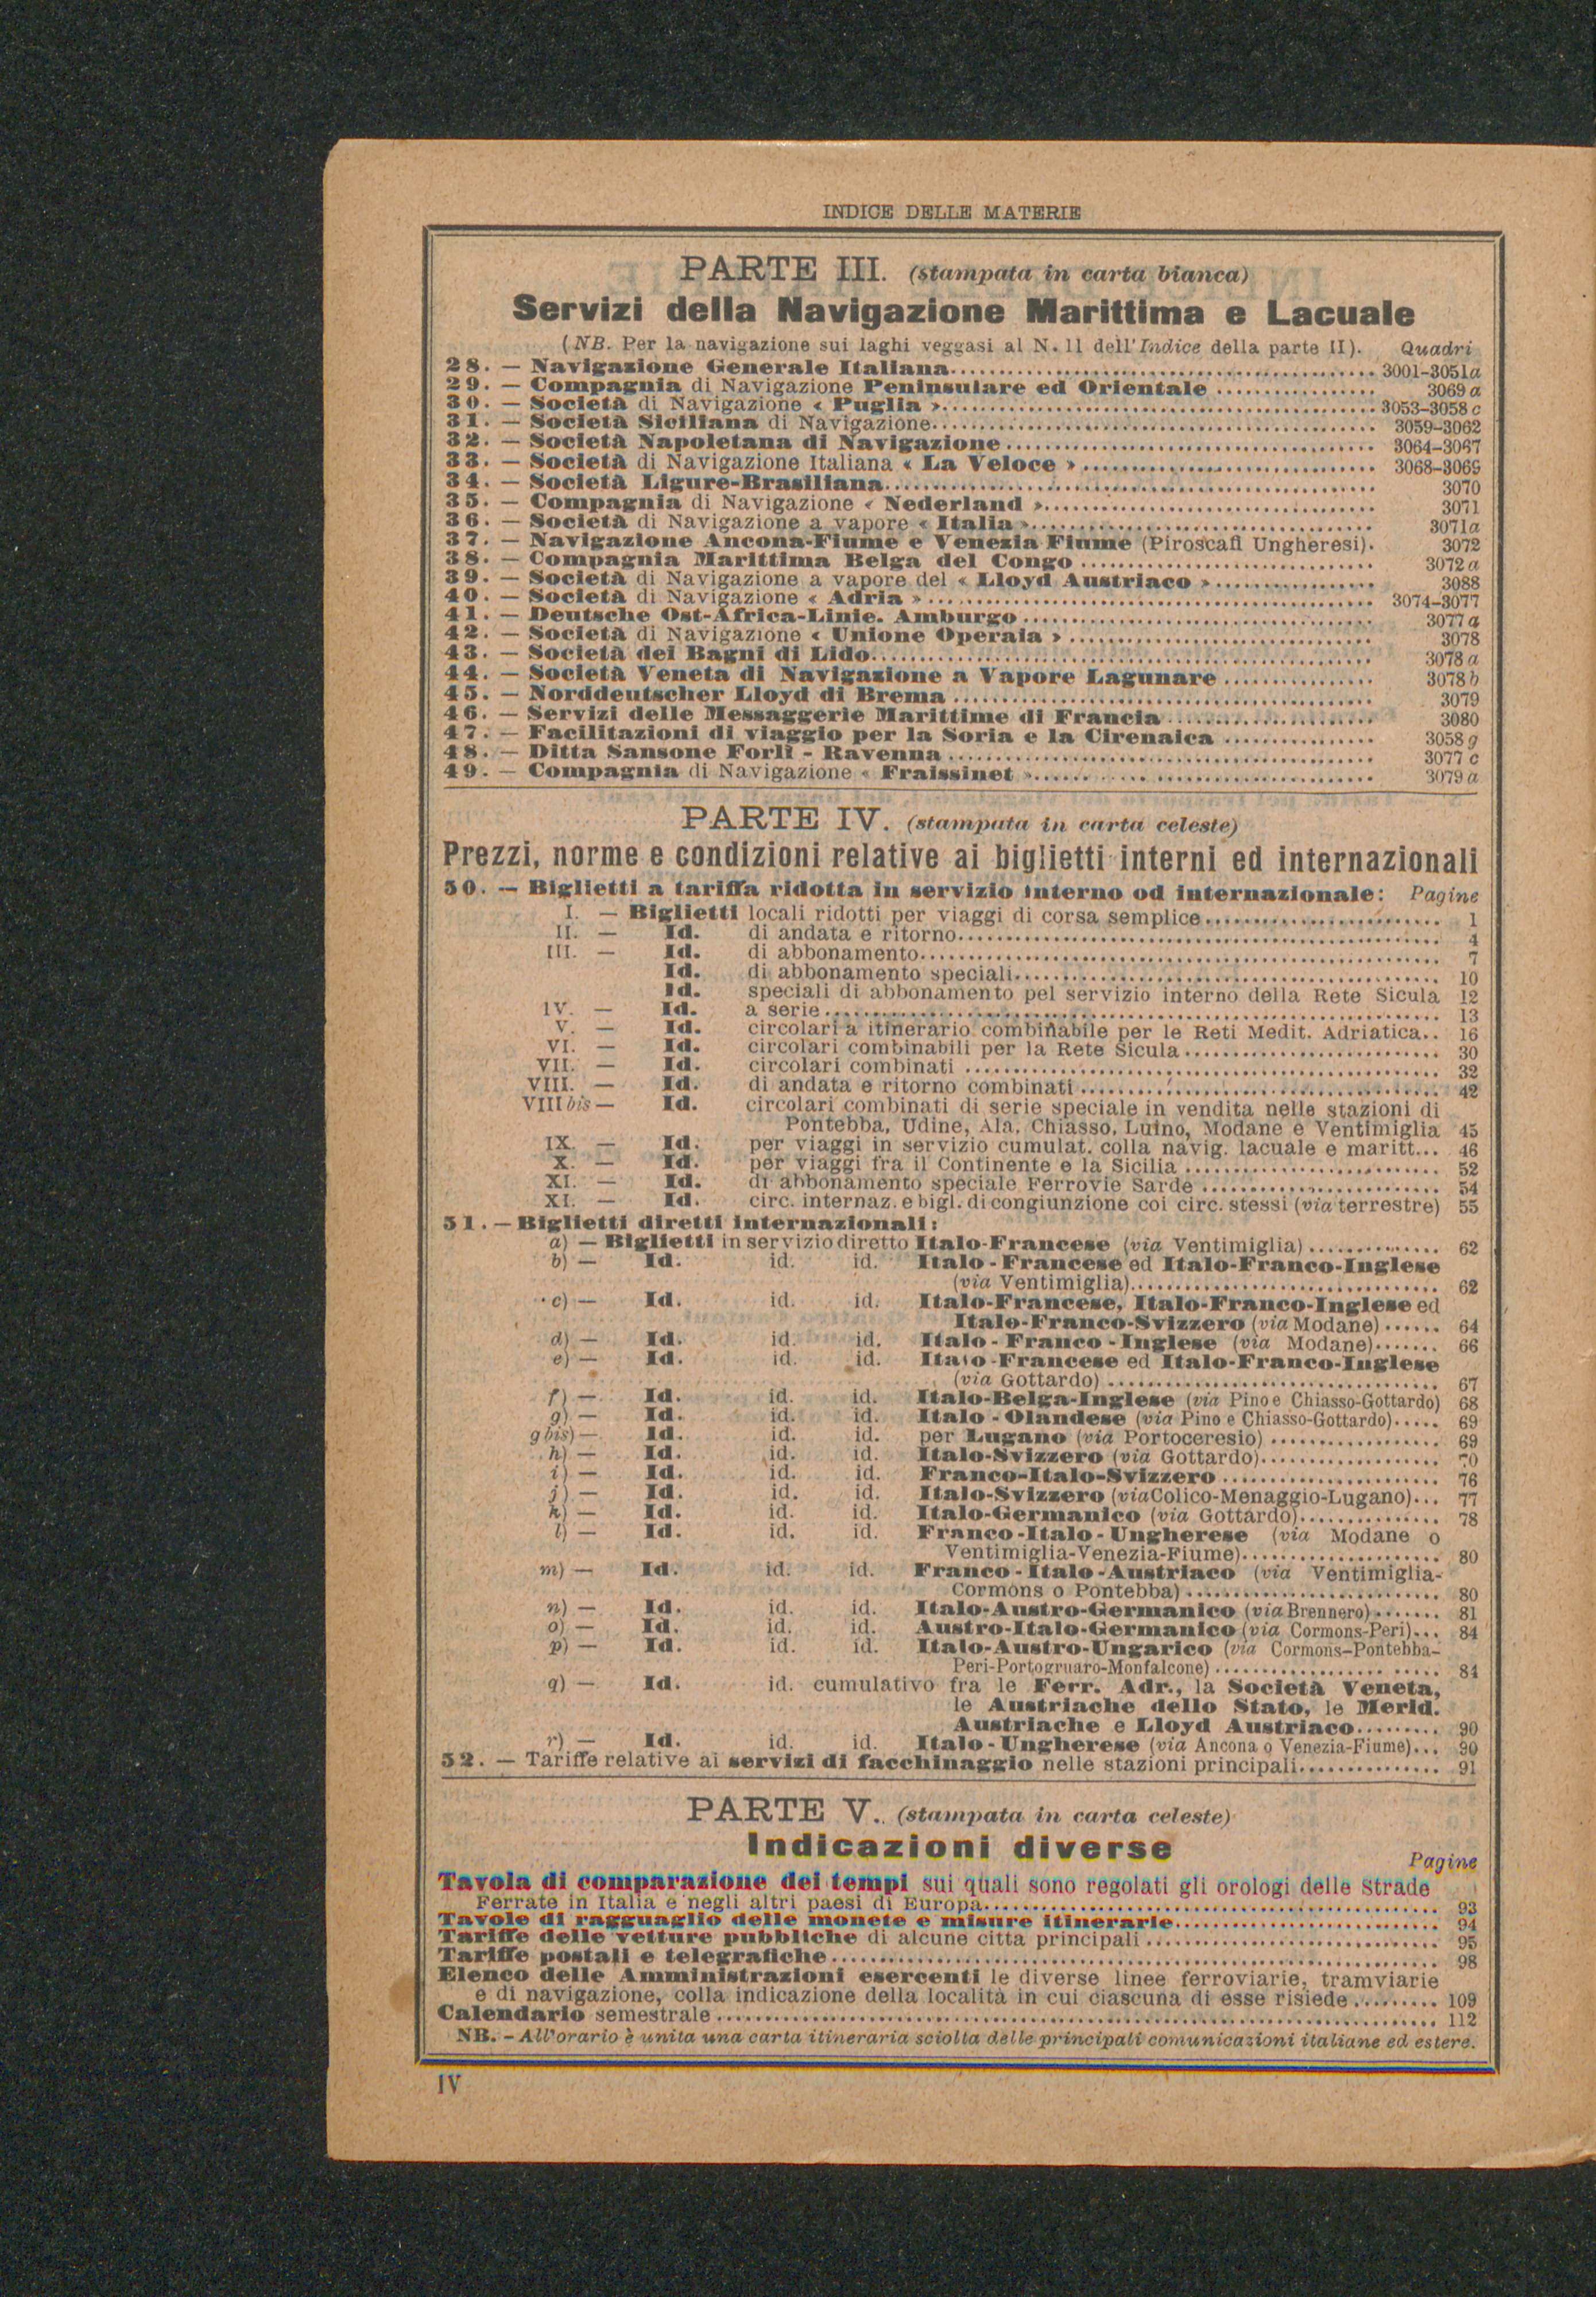 INDICE DELLE MATERIE
PARTE III. (stampata in carta bianca)
Servizi della Navigazione Marittima e Lacuale
(NB. Per la navigazione sui laghi veggasi al N. 11 dell'Indice della parte II). Quadri
28. — Navigazione Generale Italiana.......... 3001-3051a
29. — Compagnia di Navigazione Peninsulare ed Orientale .......... 3069a
30. — Società di Navigazione « Puglia ».......... 3053-3058c
31. — Società Siciliana di Navigazione.......... 3059-3062
32. — Società Napoletana di Navigazione.......... 3064-3067
33. — Società di Navigazione Italiana « La Veloce ».......... 3068-3069
34. — Società Ligure-Brasiliana.......... 3070
35. — Compagnia di Navigazione « Nederland ».......... 3071
36. — Società di Navigazione a vapore « Italia ».......... 3071a
37. — Navigazione Ancona-Fiume e Venezia Fiume (Piroscafi Ungheresi). 3072
38. — Compagnia Marittima Belga del Congo .......... 3072a
39. — Società di Navigazione a vapore del « Lloyd Austriaco ».......... 3088
40. — Società di Navigazione « Adria ».......... 3074-3077
41. — Deutsche Ost-Africa-Linie. Amburgo .......... 3077a
42. — Società di Navigazione « Unione Operaia » .......... 3078
43. — Società dei Bagni di Lido.......... 3078a
44. — Società Veneta di Navigazione a Vapore Lagunare .......... 3078b
45. — Norddeutscher Lloyd di Brema .......... 3079
46. — Servizi delle Messaggerie Marittime di Francia .......... 3080
47. — Facilitazioni di viaggio per la Soria e la Cirenaica .......... 3058g
48. — Ditta Sansone Forlì - Ravenna .......... 3077c
49. — Compagnia di Navigazione « Fraissinet ».......... 3079a
PARTE IV. (stampata in carta celeste)
Prezzi, norme e condizioni relative ai biglietti interni ed internazionali
50. — Biglietti a tariffa ridotta in servizio interno od internazionale: Pagine
I. — Biglietti locali ridotti per viaggi di corsa semplice.......... 1
II. — Id. di andata e ritorno.......... 4
III. — Id. di abbonamento.......... 7
Id. di abbonamento speciali.......... 10
Id. speciali di abbonamento pel servizio interno della Rete Sicula 12
IV. — Id. a serie.......... 13
V. — Id. circolari a itinerario combinabile per le Reti Medit. Adriatica.. 16
VI. — Id. circolari combinabili per la Rete Sicula.......... 30
VII. — Id. circolari combinati .......... 32
VIII. — Id. di andata e ritorno combinati .......... 42
VIII bis — Id. circolari combinati di serie speciale in vendita nelle stazioni di
Pontebba, Udine, Ala, Chiasso, Luino, Modane e Ventimiglia 45
IX. — Id. per viaggi in servizio cumulat. colla navig. lacuale e maritt... 46
X. — Id. per viaggi fra il Continente e la Sicilia .......... 52
XI. — Id. di abbonamento speciale Ferrovie Sarde .......... 54
XI. — Id. circ. internaz. e bigl. di congiunzione coi circ. stessi (via terrestre) 55
51. — Biglietti diretti internazionali:
a) — Biglietti in servizio diretto Italo-Francese (via Ventimiglia).......... 62
b) — Id. id. id. Italo-Francese ed Italo-Franco-Inglese
(via Ventimiglia).......... 62
c) — Id. id. id. Italo-Francese, Italo-Franco-Inglese ed
Italo-Franco-Svizzero (via Modane)...... 64
d) — Id. id. id. Italo-Franco-Inglese (via Modane)....... 66
e) — Id. id. id. Italo-Francese ed Italo-Franco-Inglese
(via Gottardo) .......... 67
f) — Id. id. id. Italo-Belga-Inglese (via Pino e Chiasso-Gottardo) 68
g) — Id. id. id. Italo-Olandese (via Pino e Chiasso-Gottardo)..... 69
g bis) — Id. id. id. per Lugano (via Portoceresio) .......... 69
h) — Id. id. id. Italo-Svizzero (via Gottardo).......... 70
i) — Id. id. id. Franco-Italo-Svizzero .......... 76
j) — Id. id. id. Italo-Svizzero (via Colico-Menaggio-Lugano)... 77
k) — Id. id. id. Italo-Germanico (via Gottardo).......... 78
l) — Id. id. id. Franco-Italo-Ungherese (via Modane o
Ventimiglia-Venezia-Fiume).......... 80
m) — Id. id. id. Franco-Italo-Austriaco (via Ventimiglia-
Cormons o Pontebba) .......... 80
n) — Id. id. id. Italo-Austro-Germanico (via Brennero)....... 81
o) — Id. id. id. Austro-Italo-Germanico (via Cormons-Peri)... 84
p) — Id. id. id. Italo-Austro-Ungarico (via Cormons-Pontebba-
Peri-Portogruaro-Monfalcone) .......... 84
q) — Id. id. cumulativo fra le Ferr. Adr., la Società Veneta,
le Austriache dello Stato, le Merid.
Austriache e Lloyd Austriaco......... 90
r) — Id. id. id. Italo-Ungherese (via Ancona o Venezia-Fiume)... 90
52. — Tariffe relative ai servizi di facchinaggio nelle stazioni principali.......... 91
PARTE V. (stampata in carta celeste)
Indicazioni diverse
Pagine
Tavola di comparazione dei tempi sui quali sono regolati gli orologi delle Strade
Ferrate in Italia e negli altri paesi di Europa.......... 93
Tavole di ragguaglio delle monete e misure itinerarie.......... 94
Tariffe delle vetture pubbliche di alcune citta principali .......... 95
Tariffe postali e telegrafiche.......... 98
Elenco delle Amministrazioni esercenti le diverse linee ferroviarie, tramviarie
e di navigazione, colla indicazione della località in cui ciascuna di esse risiede ......... 109
Calendario semestrale .......... 112
NB. - All'orario è unita una carta itineraria sciolta delle principali comunicazioni italiane ed estere.
IV